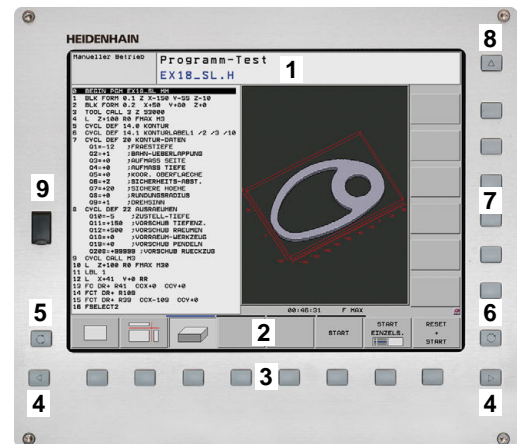 HEIDENHAIN
8
Manueller Betrieb
Programm-Test
EX18_SL.H
1
0 BEGIN PGM EX18_SL MM
1 BLK FORM 0.1 Z X-150 Y-55 Z-10
2 BLK FORM 0.2 X+50 Y+80 Z+0
3 TOOL CALL 3 Z S3000
4 L Z+100 R0 FMAX M3
5 CYCL DEF 14.0 KONTUR
6 CYCL DEF 14.1 KONTURLABEL1 /2 /3 /10
7 CYCL DEF 20 KONTUR-DATEN
Q1=-12 ;FRAESTIEFE
Q2=+1 ;BAHN-UEBERLAPPUNG
Q3=+0 ;AUFMASS SEITE
Q4=+0 ;AUFMASS TIEFE
Q5=+0 ;KOOR. OBERFLAECHE
Q6=+2 ;SICHERHEITS-ABST.
Q7=+20 ;SICHERE HOEHE
Q8=+0 ;RUNDUNGSRADIUS
Q9=+1 ;DREHSINN
8 CYCL DEF 22 AUSRAEUMEN
Q10=-5 ;ZUSTELL-TIEFE
Q11=+150 ;VORSCHUB TIEFENZ.
Q12=+500 ;VORSCHUB RAEUMEN
Q18=+0 ;VORRAEUM-WERKZEUG
Q19=+0 ;VORSCHUB PENDELN
Q208=+99999 ;VORSCHUB RUECKZUG
9 CYCL CALL M3
10 L Z+100 R0 FMAX M30
11 LBL 1
12 L X+41 Y+0 RR
13 FC DR+ R41 CCX+0 CCY+0
14 FCT DR+ R109
15 FCT DR+ R39 CCX-109 CCY+0
16 FSELECT2
9
7
00:46:31 F MAX
5
2
START
START
EINZELS.
RESET
+
START
6
4
3
4